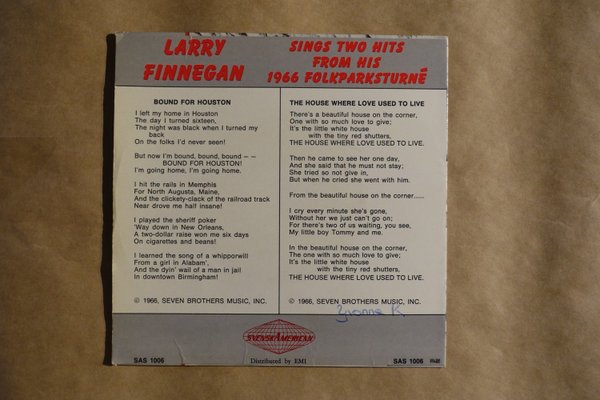 LARRY
FINNEGAN
SINGS TWO HITS
FROM HIS
1966 FOLKPARKSTURNÉ
BOUND FOR HOUSTON
I left my home in Houston
The day I turned sixteen,
The night was black when I turned my
back
On the folks I'd never seen!
But now I'm bound, bound, bound — —
BOUND FOR HOUSTON!
I'm going home, I'm going home.
I hit the rails in Memphis
For North Augusta, Maine,
And the clickety-clack of the railroad track
Near drove me half insane!
I played the sheriff poker
'Way down in New Orleans,
A two-dollar raise won me six days
On cigarettes and beans!
I learned the song of a whipporwill
From a girl in Alabam',
And the dyin' wail of a man in jail
In downtown Birmingham!
© 1966, SEVEN BROTHERS MUSIC, INC.
THE HOUSE WHERE LOVE USED TO LIVE
There's a beautiful house on the corner,
One with so much love to give;
It's the little white house
with the tiny red shutters,
THE HOUSE WHERE LOVE USED TO LIVE.
Then he came to see her one day,
And she said that he must not stay;
She tried so not give in,
But when he cried she went with him.
From the beautiful house on the corner.....
I cry every minute she's gone,
Without her we just can't go on;
For there's two of us waiting, you see,
My little boy Tommy and me.
In the beautiful house on the corner,
The one with so much love to give;
It's the little white house
with the tiny red shutters,
THE HOUSE WHERE LOVE USED TO LIVE.
© 1966, SEVEN BROTHERS MUSIC, INC.
Yvonne K.
SVENSKAMERICAN
SAS 1006
Distributed by EMI
SAS 1006